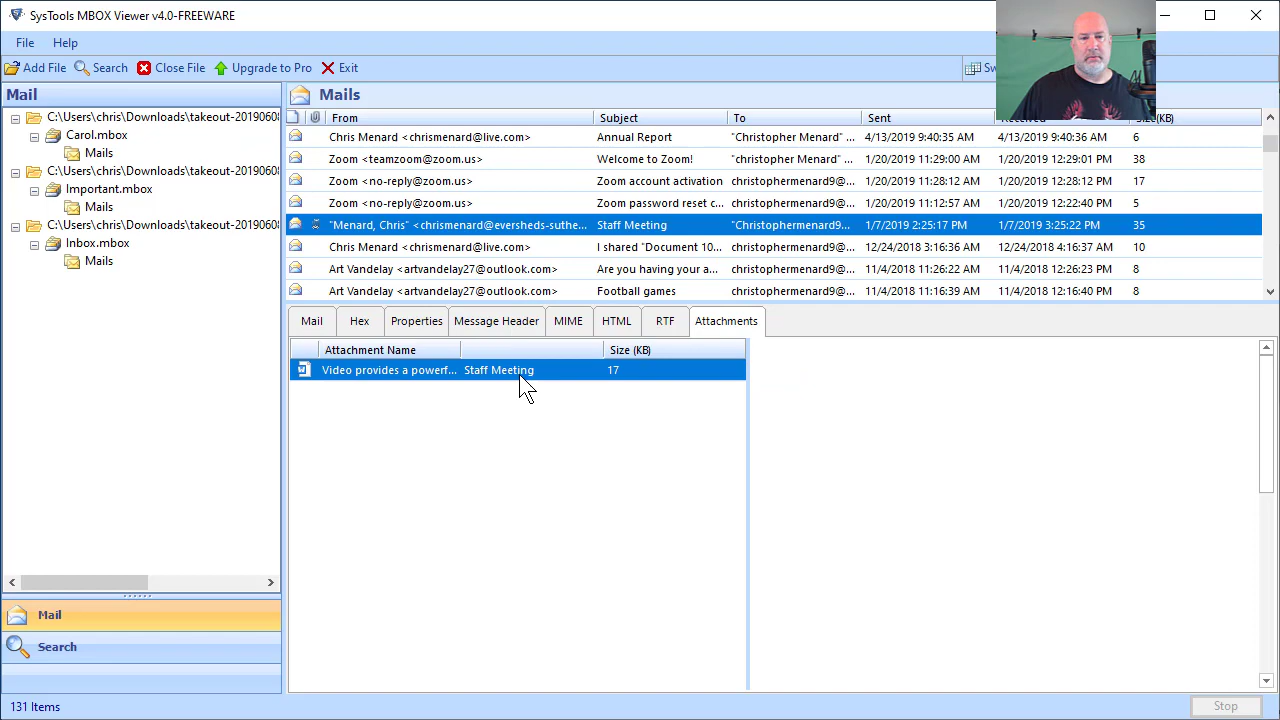 SysTools MBOX Viewer v4.0-FREEWARE
File Help
Add File Search Close File Upgrade to Pro Exit
Mail
C:\Users\chris\Downloads\takeout-20190608
Carol.mbox
Mails
C:\Users\chris\Downloads\takeout-20190608
Important.mbox
Mails
C:\Users\chris\Downloads\takeout-20190608
Inbox.mbox
Mails
Mail
Search
131 Items
Mails
From Subject To Sent Size(KB)
Chris Menard <chrismenard@live.com> Annual Report "Christopher Menard" ... 4/13/2019 9:40:35 AM 4/13/2019 9:40:36 AM 6
Zoom <teamzoom@zoom.us> Welcome to Zoom! "christopher Menard" ... 1/20/2019 11:29:00 AM 1/20/2019 12:29:01 PM 38
Zoom <no-reply@zoom.us> Zoom account activation christophermenard9@... 1/20/2019 11:28:12 AM 1/20/2019 12:28:12 PM 17
Zoom <no-reply@zoom.us> Zoom password reset c... christophermenard9@... 1/20/2019 11:12:57 AM 1/20/2019 12:22:40 PM 5
"Menard, Chris" <chrismenard@eversheds-suthe... Staff Meeting "Christophermenard9... 1/7/2019 2:25:17 PM 1/7/2019 3:25:22 PM 35
Chris Menard <chrismenard@live.com> I shared "Document 10... christophermenard9@... 12/24/2018 3:16:36 AM 12/24/2018 4:16:37 AM 10
Art Vandelay <artvandelay27@outlook.com> Are you having your a... christophermenard9@... 11/4/2018 11:26:22 AM 11/4/2018 12:26:23 PM 8
Art Vandelay <artvandelay27@outlook.com> Football games christophermenard9@... 11/4/2018 11:16:39 AM 11/4/2018 12:16:40 PM 8
Mail Hex Properties Message Header MIME HTML RTF Attachments
Attachment Name Size (KB)
Video provides a powerf... Staff Meeting 17
Stop